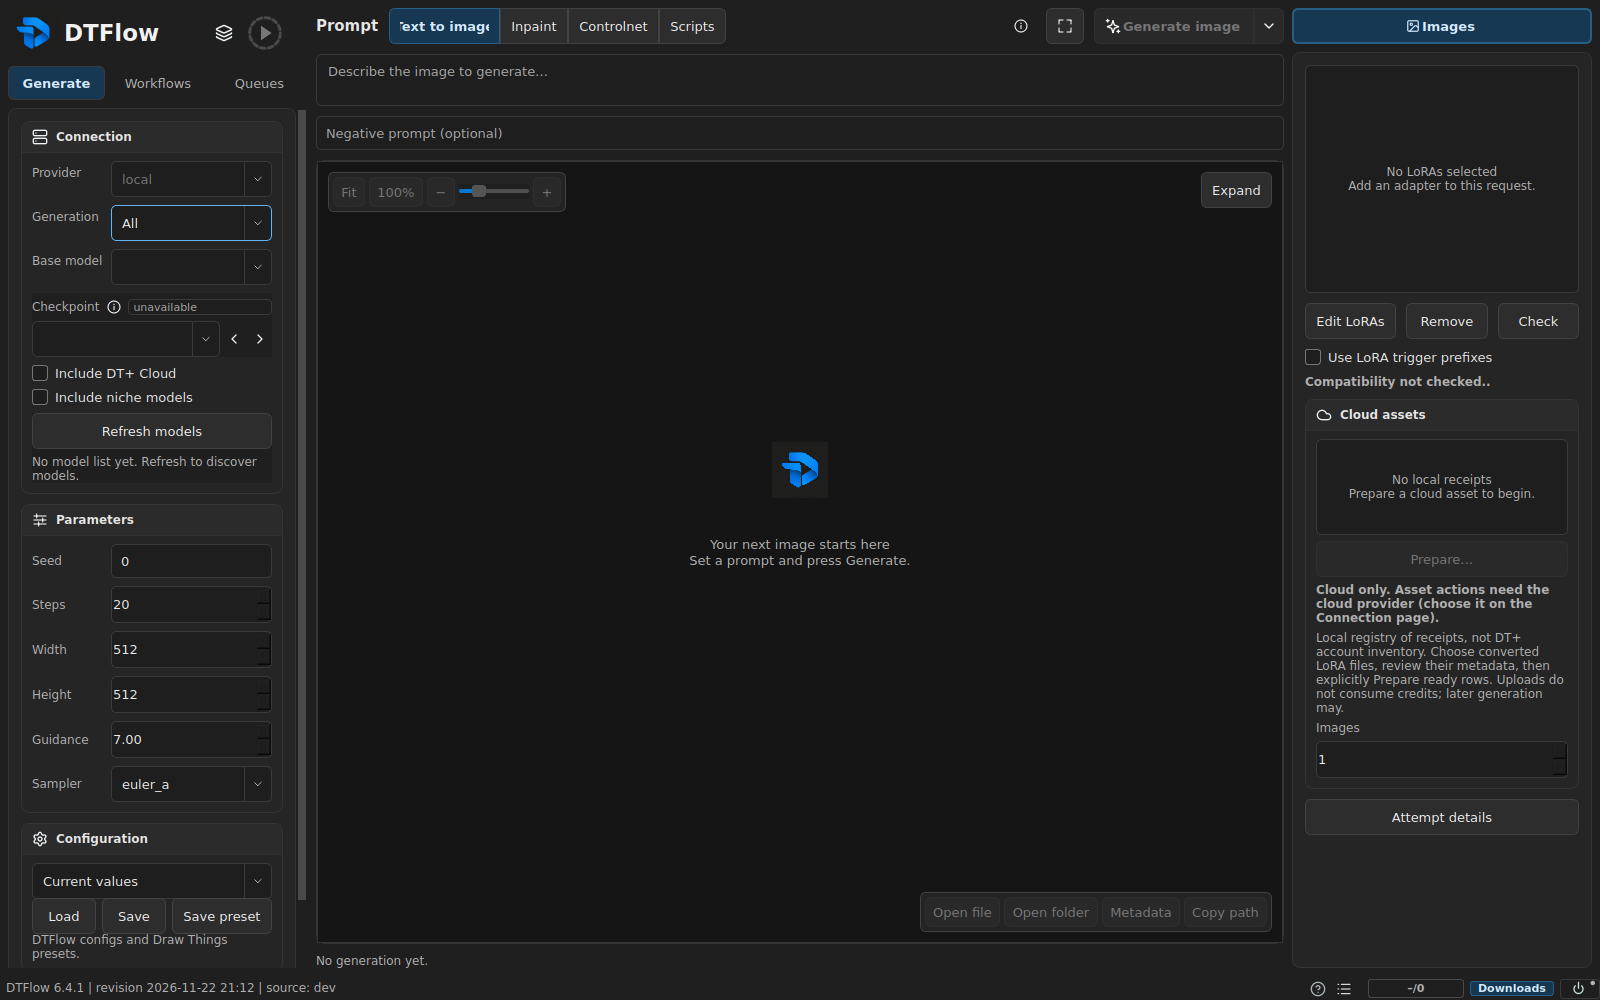 DTFlow
Generate
Workflows
Queues
Connection
Provider
local
Generation
All
Base model
Checkpoint
unavailable
Include DT+ Cloud
Include niche models
Refresh models
No model list yet. Refresh to discover
models.
Parameters
Seed
0
Steps
20
Width
512
Height
512
Guidance
7.00
Sampler
euler_a
Configuration
Current values
Load
Save
Save preset
DTFlow configs and Draw Things
presets.
Prompt
Text to image
Inpaint
Controlnet
Scripts
Generate image
Describe the image to generate...
Negative prompt (optional)
Fit
100%
−
+
Expand
Your next image starts here
Set a prompt and press Generate.
Open file
Open folder
Metadata
Copy path
No generation yet.
Images
No LoRAs selected
Add an adapter to this request.
Edit LoRAs
Remove
Check
Use LoRA trigger prefixes
Compatibility not checked..
Cloud assets
No local receipts
Prepare a cloud asset to begin.
Prepare...
Cloud only. Asset actions need the
cloud provider (choose it on the
Connection page).
Local registry of receipts, not DT+
account inventory. Choose converted
LoRA files, review their metadata, then
explicitly Prepare ready rows. Uploads do
not consume credits; later generation
may.
Images
1
Attempt details
DTFlow 6.4.1 | revision 2026-11-22 21:12 | source: dev
–/0
Downloads